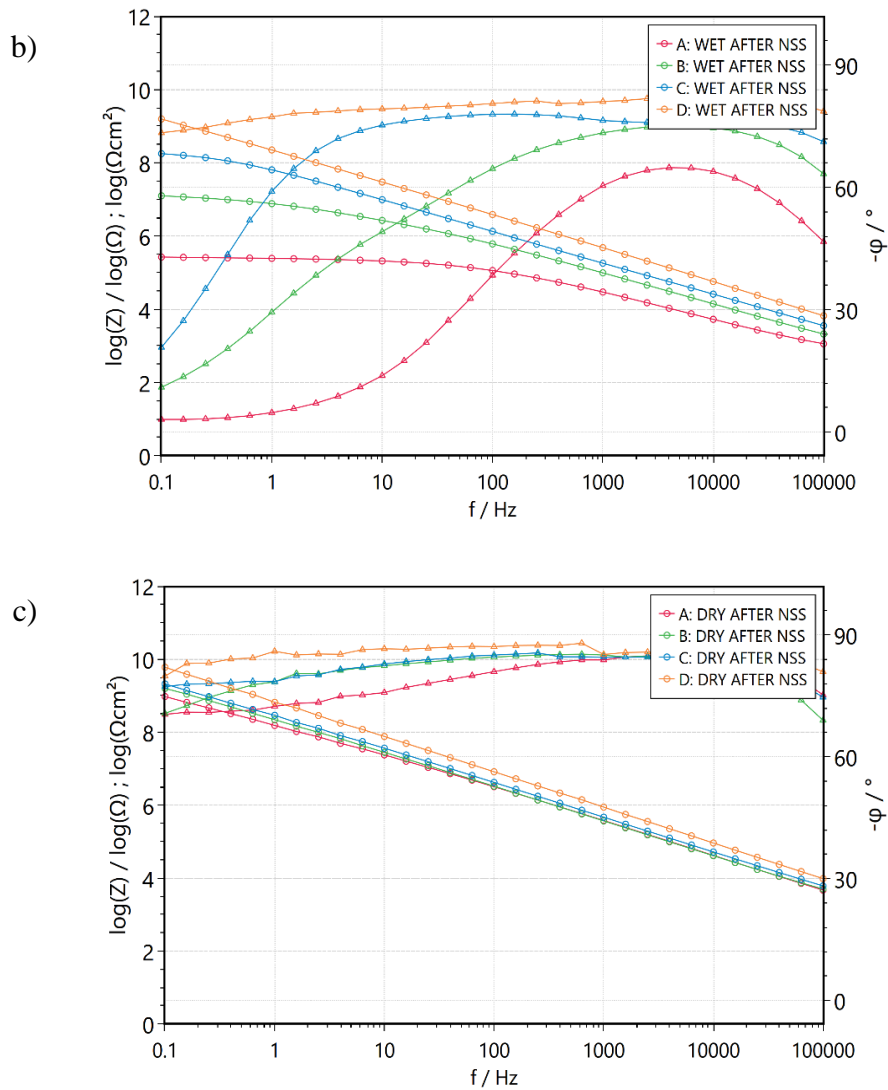 b)
12
10
8
6
4
2
0
log(Z) / log(Ω) ; log(Ωcm²)
A: WET AFTER NSS
B: WET AFTER NSS
C: WET AFTER NSS
D: WET AFTER NSS
90
60
30
0
-φ / °
0.1 1 10 100 1000 10000 100000
f / Hz
c)
12
10
8
6
4
2
0
log(Z) / log(Ω) ; log(Ωcm²)
A: DRY AFTER NSS
B: DRY AFTER NSS
C: DRY AFTER NSS
D: DRY AFTER NSS
90
60
30
0
-φ / °
0.1 1 10 100 1000 10000 100000
f / Hz